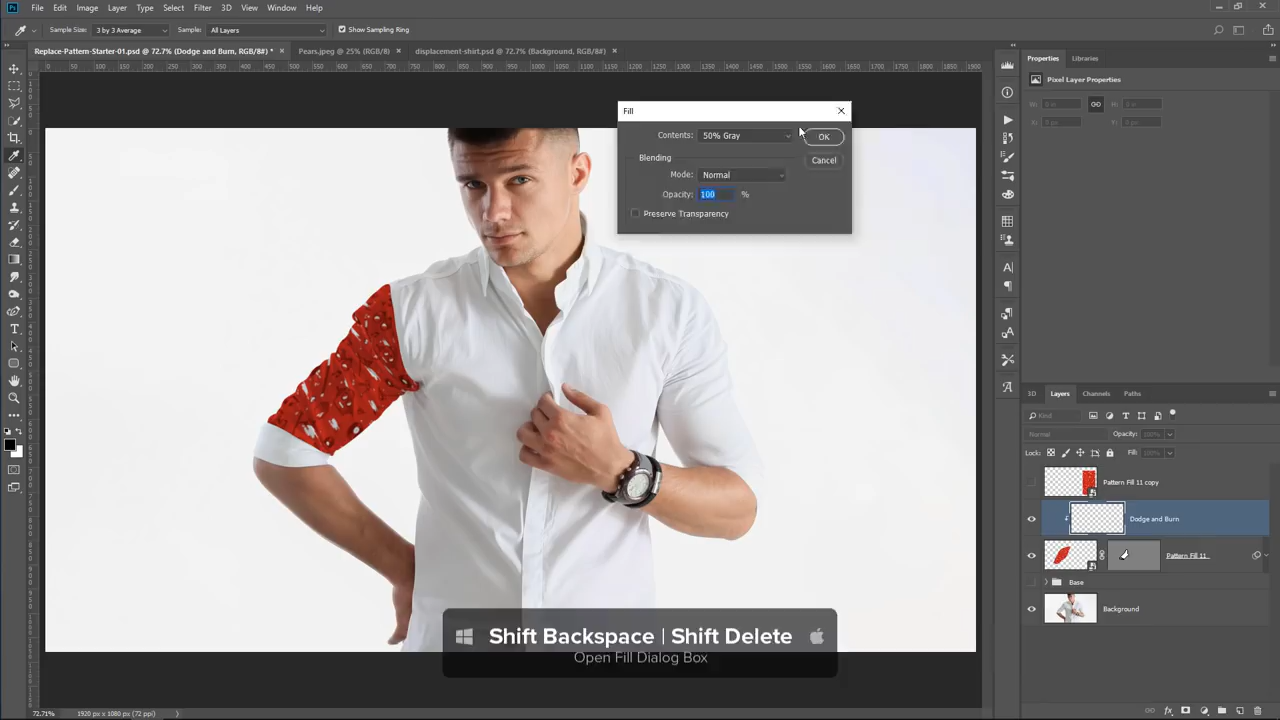 Ps File Edit Image Layer Type Select Filter 3D View Window Help
Sample Size: 3 by 3 Average Sample: All Layers Show Sampling Ring
Replace-Pattern-Starter-01.psd @ 72.7% (Dodge and Burn, RGB/8#) * × Pears.jpeg @ 25% (RGB/8) × displacement-shirt.psd @ 72.7% (Background, RGB/8#) ×
Fill
Contents: 50% Gray
OK
Blending
Cancel
Mode: Normal
Opacity: 100 %
Preserve Transparency
Properties Libraries
Pixel Layer Properties
W:
H:
X:
Y:
3D Layers Channels Paths
Kind
Normal Opacity: 100%
Lock: Fill: 100%
Pattern Fill 11 copy
Dodge and Burn
Pattern Fill 11
Base
Background
Shift Backspace | Shift Delete
Open Fill Dialog Box
72.71% 1920 px x 1080 px (72 ppi)